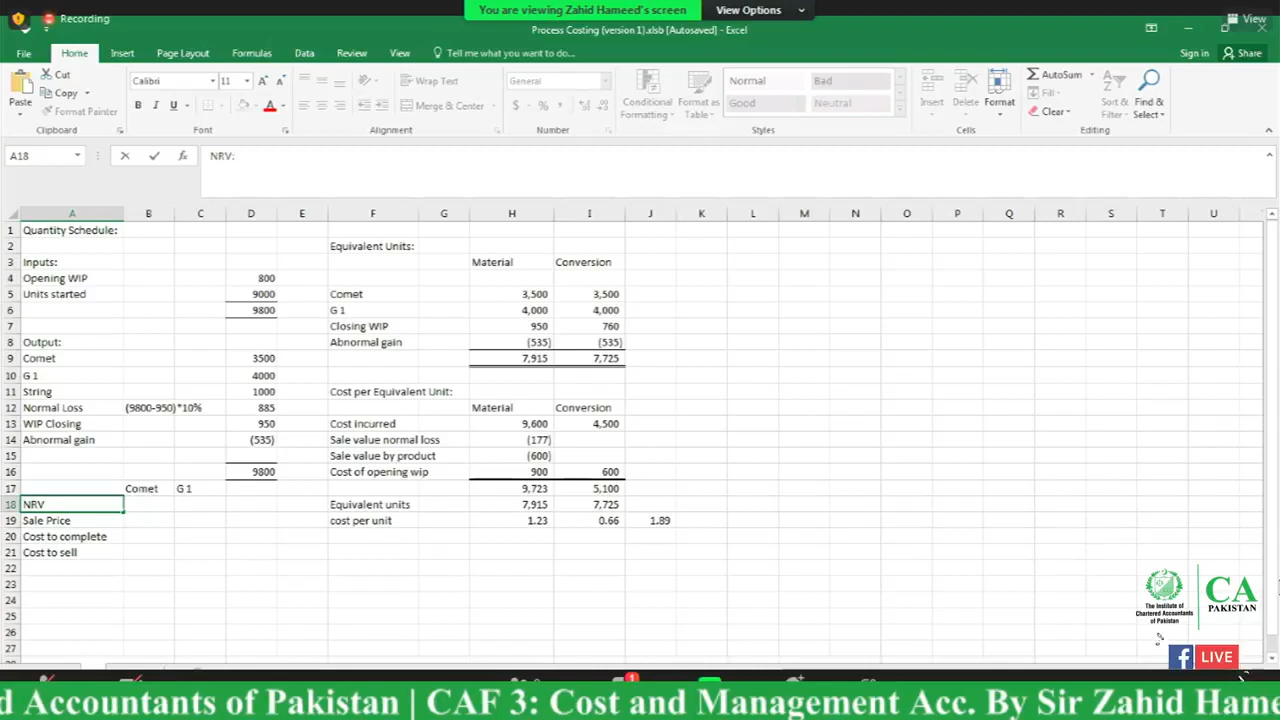 You are viewing Zahid Hameed's screen View Options
Recording
View
Process Costing (version 1).xlsb [Autosaved] - Excel
File Home Insert Page Layout Formulas Data Review View Tell me what you want to do... Sign in Share
Paste Cut Copy Format Painter
Calibri 11
Wrap Text Merge & Center
General
Conditional Formatting Format as Table
Normal Bad Good Neutral
Insert Delete Format
AutoSum Fill Clear
Sort & Filter Find & Select
Clipboard Font Alignment Number Styles Cells Editing
A18 fx NRV:
A B C D E F G H I J K L M N O P Q R S T U
1 Quantity Schedule:
2 Equivalent Units:
3 Inputs: Material Conversion
4 Opening WIP 800
5 Units started 9000 Comet 3,500 3,500
6 9800 G 1 4,000 4,000
7 Closing WIP 950 760
8 Output: Abnormal gain (535) (535)
9 Comet 3500 7,915 7,725
10 G 1 4000
11 String 1000 Cost per Equivalent Unit:
12 Normal Loss (9800-950)*10% 885 Material Conversion
13 WIP Closing 950 Cost incurred 9,600 4,500
14 Abnormal gain (535) Sale value normal loss (177)
15 Sale value by product (600)
16 9800 Cost of opening wip 900 600
17 Comet G 1 9,723 5,100
18 NRV Equivalent units 7,915 7,725
19 Sale Price cost per unit 1.23 0.66 1.89
20 Cost to complete
21 Cost to sell
22
23
24
25
26
27
The Institute of Chartered Accountants of Pakistan
CA PAKISTAN
f LIVE
1
d Accountants of Pakistan | CAF 3: Cost and Management Acc. By Sir Zahid Hame